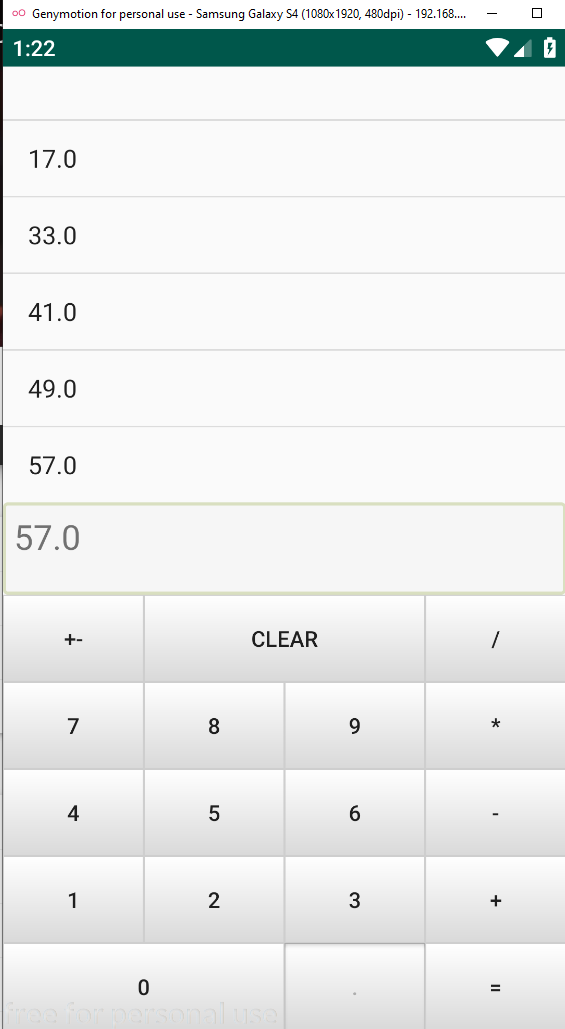 Genymotion for personal use - Samsung Galaxy S4 (1080x1920, 480dpi) - 192.168....
1:22
17.0
33.0
41.0
49.0
57.0
57.0
+- CLEAR /
7 8 9 *
4 5 6 -
1 2 3 +
0 . =
free for personal use